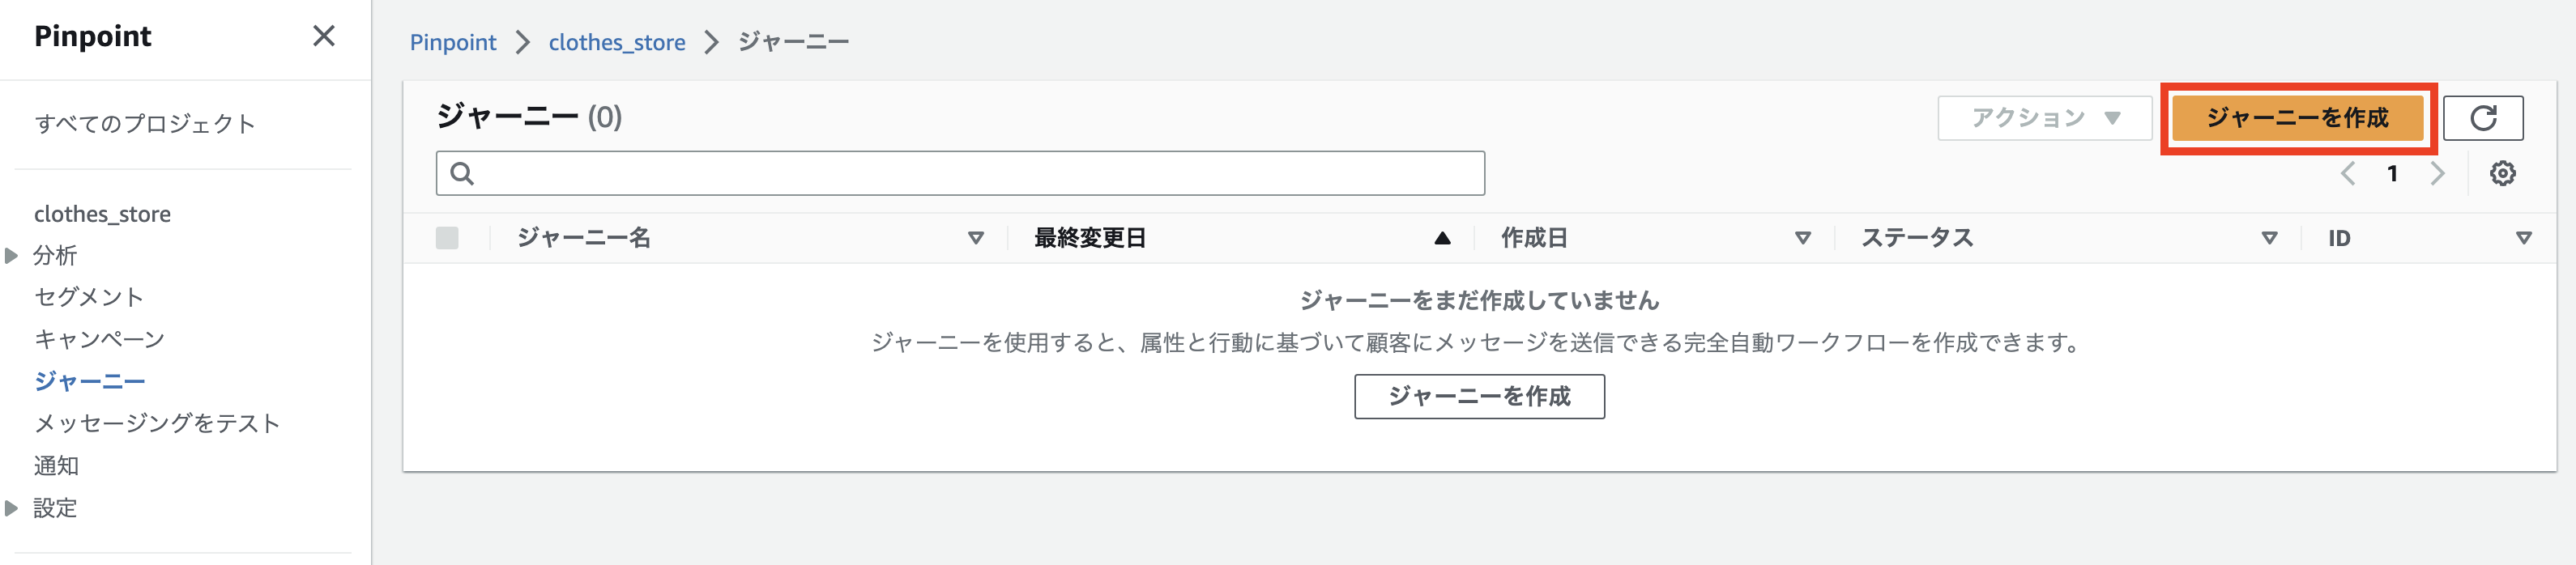 Pinpoint
すべてのプロジェクト
clothes_store
分析
セグメント
キャンペーン
ジャーニー
メッセージングをテスト
通知
設定
Pinpoint > clothes_store > ジャーニー
ジャーニー (0)
アクション
ジャーニーを作成
1
ジャーニー名 最終変更日 作成日 ステータス ID
ジャーニーをまだ作成していません
ジャーニーを使用すると、属性と行動に基づいて顧客にメッセージを送信できる完全自動ワークフローを作成できます。
ジャーニーを作成